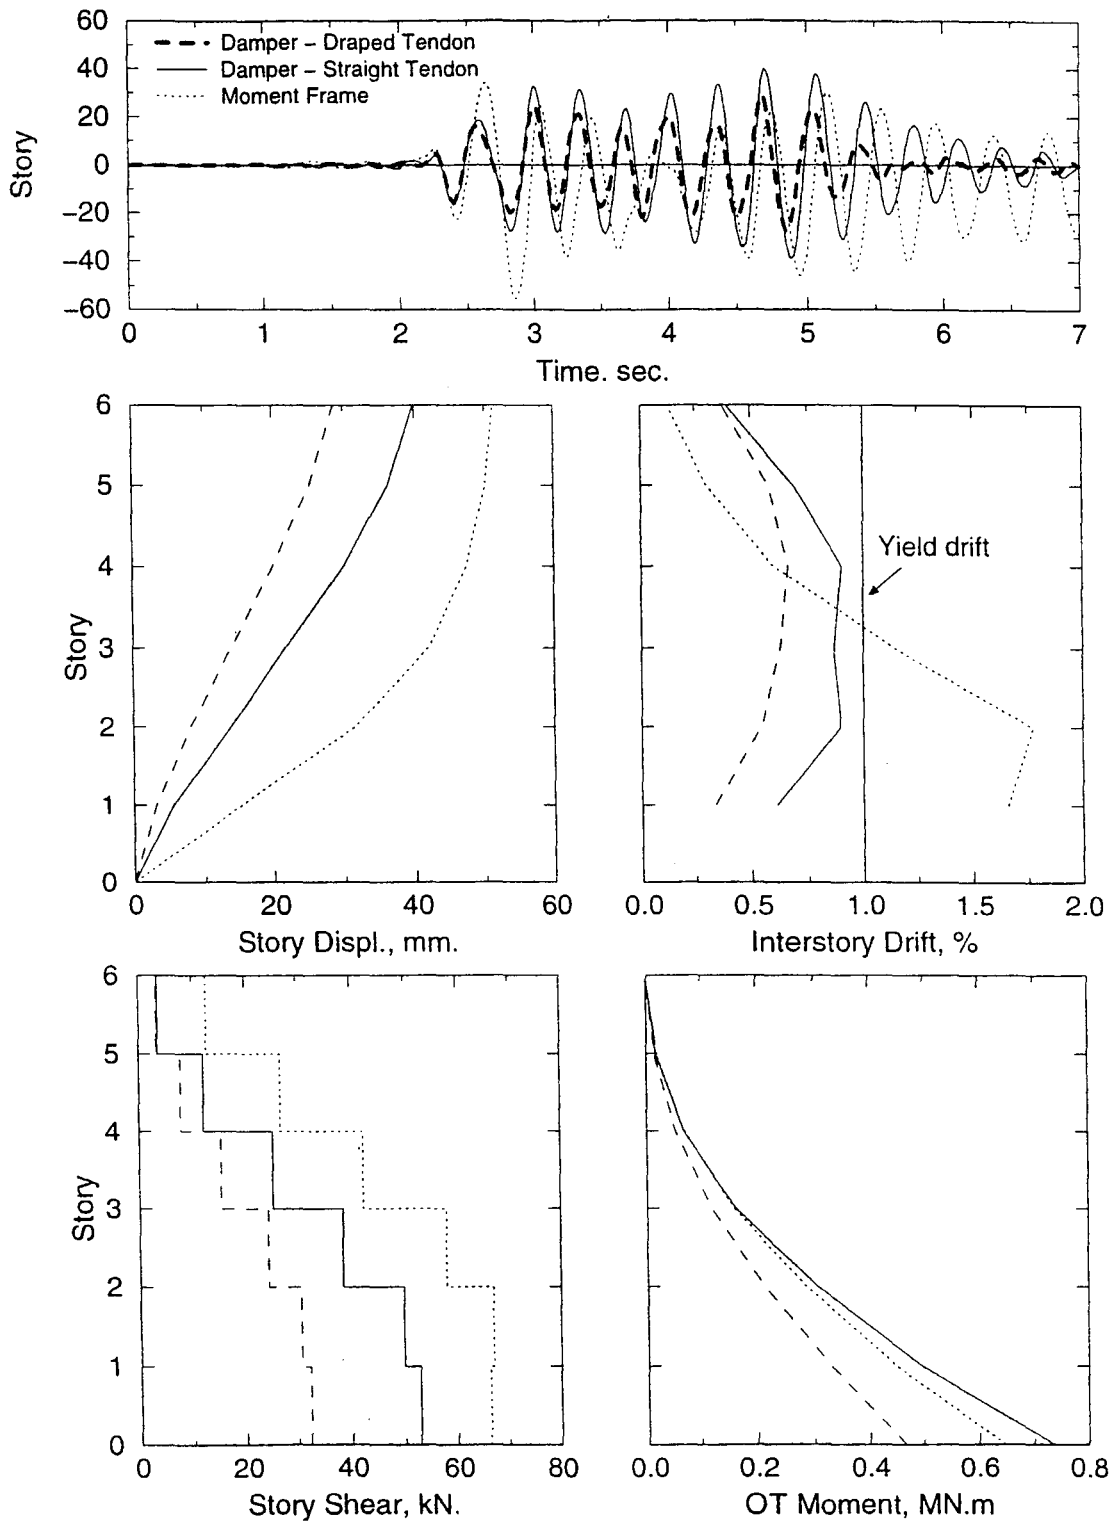 60
40
20
0
−20
−40
−60
Story
Damper − Draped Tendon
Damper − Straight Tendon
Moment Frame
0 1 2 3 4 5 6 7
Time. sec.
6
5
4
3
2
1
0
Story
0 20 40 60
Story Displ., mm.
Yield drift
0.0 0.5 1.0 1.5 2.0
Interstory Drift, %
6
5
4
3
2
1
0
Story
0 20 40 60 80
Story Shear, kN.
0.0 0.2 0.4 0.6 0.8
OT Moment, MN.m